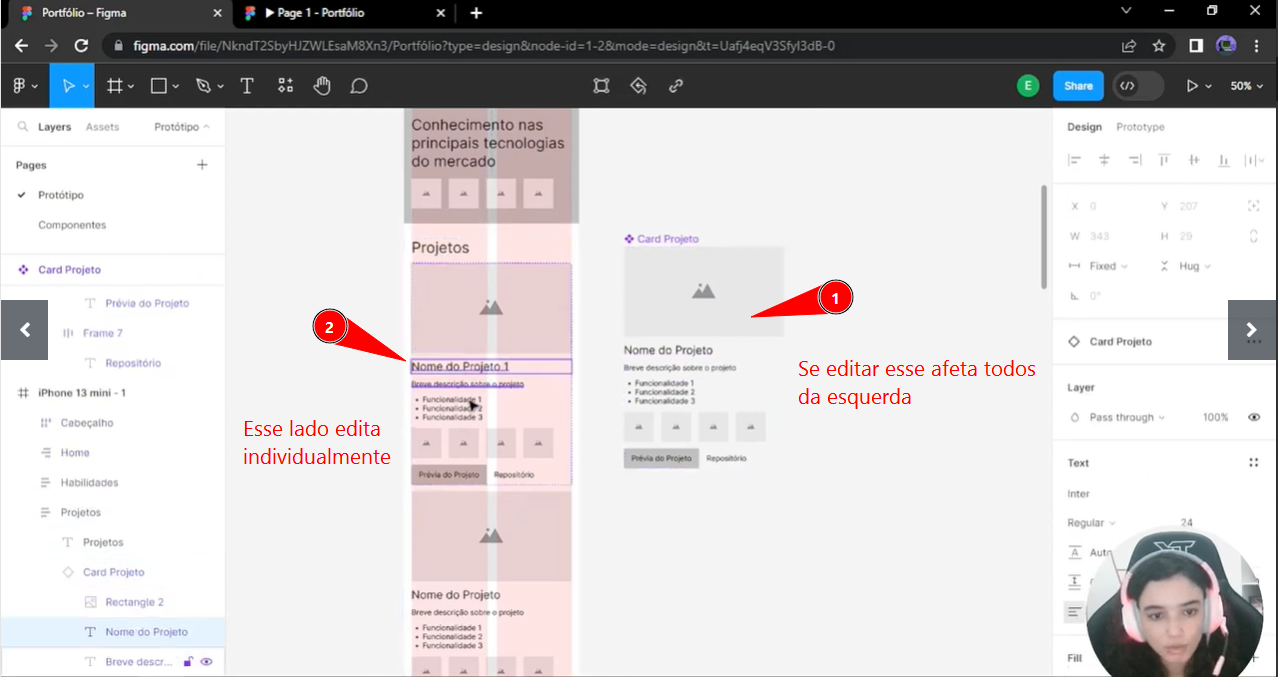 Portfólio – Figma
Page 1 - Portfólio
figma.com/file/NkndT2SbyHJZWLEsaM8Xn3/Portfólio?type=design&node-id=1-2&mode=design&t=Uafj4eqV3SfyI3dB-0
E
Share
50%
Layers
Assets
Protótipo
Pages
Protótipo
Componentes
Card Projeto
Prévia do Projeto
Frame 7
Repositório
iPhone 13 mini - 1
Cabeçalho
Home
Habilidades
Projetos
Projetos
Card Projeto
Rectangle 2
Nome do Projeto
Breve descr...
Conhecimento nas
principais tecnologias
do mercado
Projetos
2
Nome do Projeto 1
Breve descrição sobre o projeto
Funcionalidade 1
Funcionalidade 2
Funcionalidade 3
Prévia do Projeto
Repositório
Esse lado edita
individualmente
Nome do Projeto
Breve descrição sobre o projeto
Funcionalidade 1
Funcionalidade 2
Funcionalidade 3
Card Projeto
1
Nome do Projeto
Breve descrição sobre o projeto
Funcionalidade 1
Funcionalidade 2
Funcionalidade 3
Prévia do Projeto
Repositório
Se editar esse afeta todos
da esquerda
Design
Prototype
X 0
Y 207
W 343
H 29
Fixed
Hug
0°
Card Projeto
Layer
Pass through
100%
Text
Inter
Regular
24
Fill